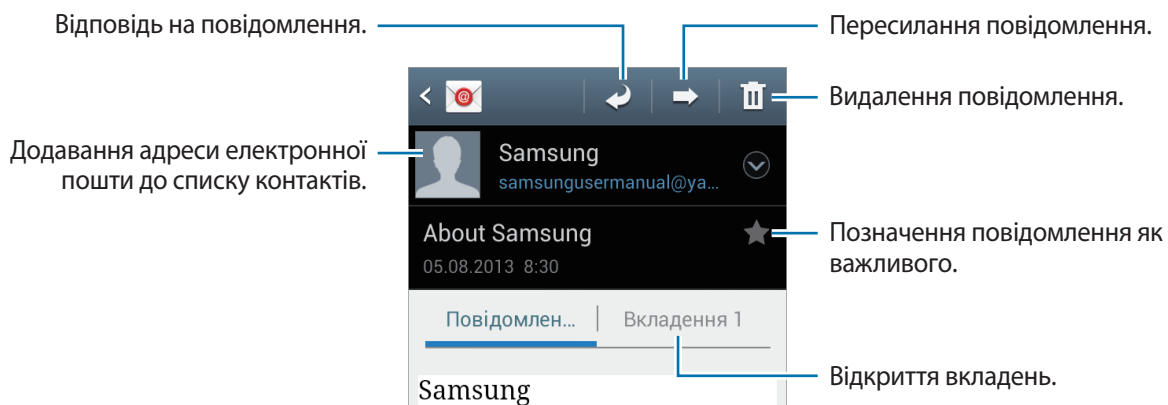 Відповідь на повідомлення.
Пересилання повідомлення.
Видалення повідомлення.
Додавання адреси електронної
пошти до списку контактів.
Samsung
samsungusermanual@ya...
About Samsung
05.08.2013 8:30
Позначення повідомлення як
важливого.
Повідомлен...
Вкладення 1
Відкриття вкладень.
Samsung